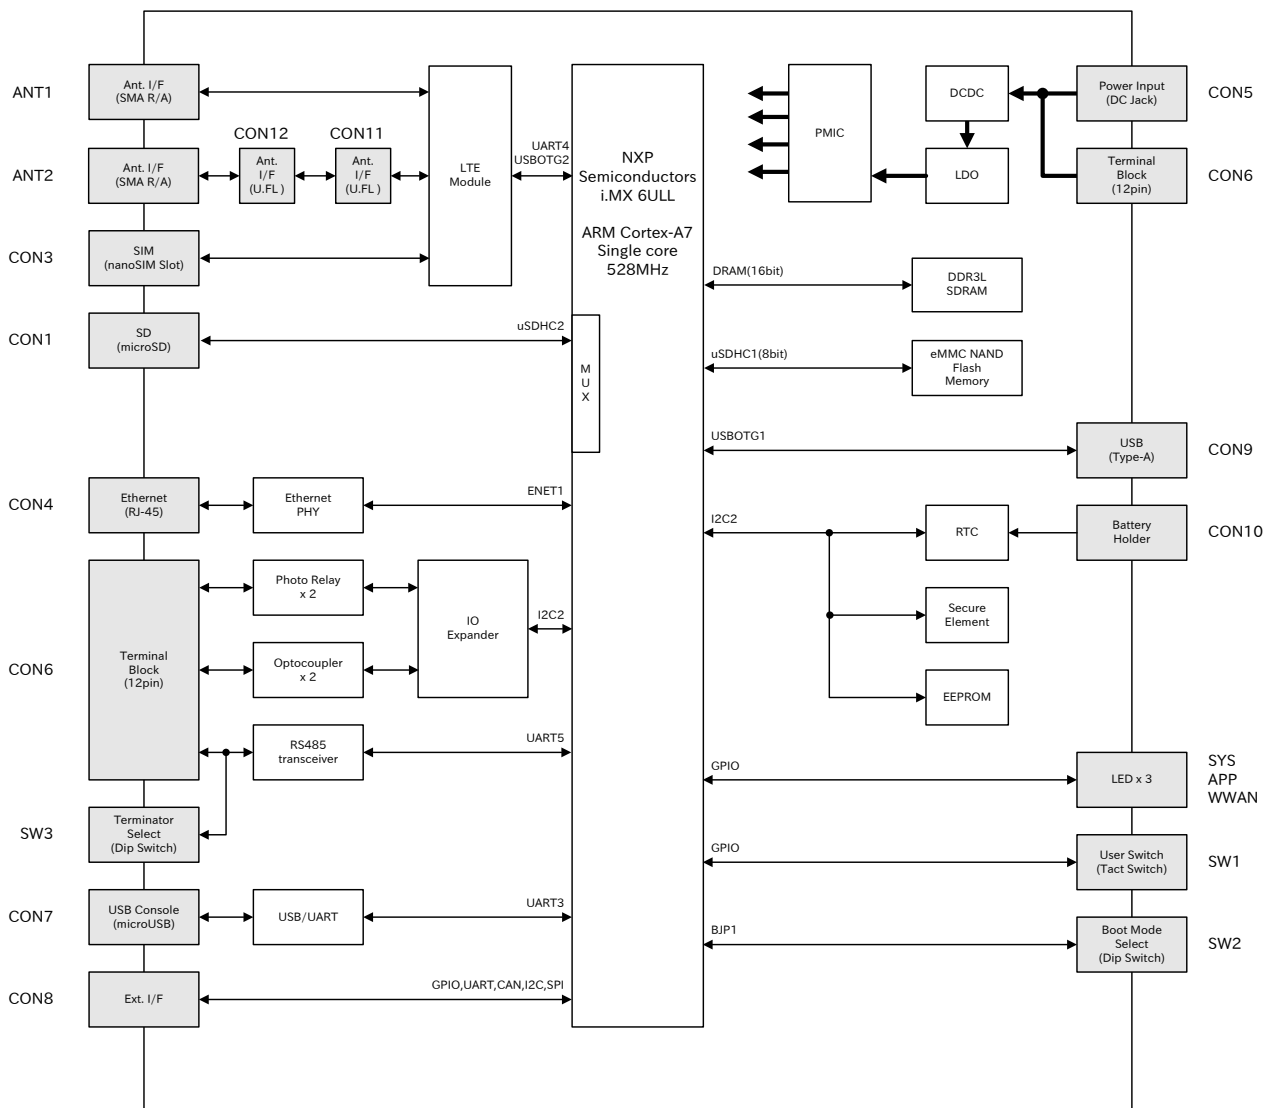 ANT1
Ant. I/F
(SMA R/A)
ANT2
Ant. I/F
(SMA R/A)
CON12
Ant.
I/F
(U.FL )
CON11
Ant.
I/F
(U.FL )
LTE
Module
UART4
USBOTG2
CON3
SIM
(nanoSIM Slot)
CON1
SD
(microSD)
uSDHC2
M
U
X
NXP
Semiconductors
i.MX 6ULL
ARM Cortex-A7
Single core
528MHz
CON4
Ethernet
(RJ-45)
Ethernet
PHY
ENET1
CON6
Terminal
Block
(12pin)
Photo Relay
x 2
Optocoupler
x 2
IO
Expander
I2C2
RS485
transceiver
UART5
SW3
Terminator
Select
(Dip Switch)
CON7
USB Console
(microUSB)
USB/UART
UART3
CON8
Ext. I/F
GPIO,UART,CAN,I2C,SPI
PMIC
DCDC
LDO
Power Input
(DC Jack)
CON5
Terminal
Block
(12pin)
CON6
DRAM(16bit)
DDR3L
SDRAM
uSDHC1(8bit)
eMMC NAND
Flash
Memory
USBOTG1
USB
(Type-A)
CON9
I2C2
RTC
Battery
Holder
CON10
Secure
Element
EEPROM
GPIO
LED x 3
SYS
APP
WWAN
GPIO
User Switch
(Tact Switch)
SW1
BJP1
Boot Mode
Select
(Dip Switch)
SW2